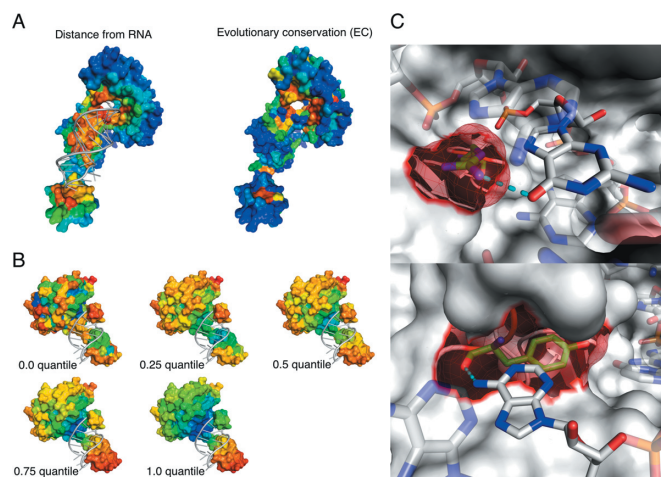 A
Distance from RNA
Evolutionary conservation (EC)
C
B
0.0 quantile
0.25 quantile
0.5 quantile
0.75 quantile
1.0 quantile